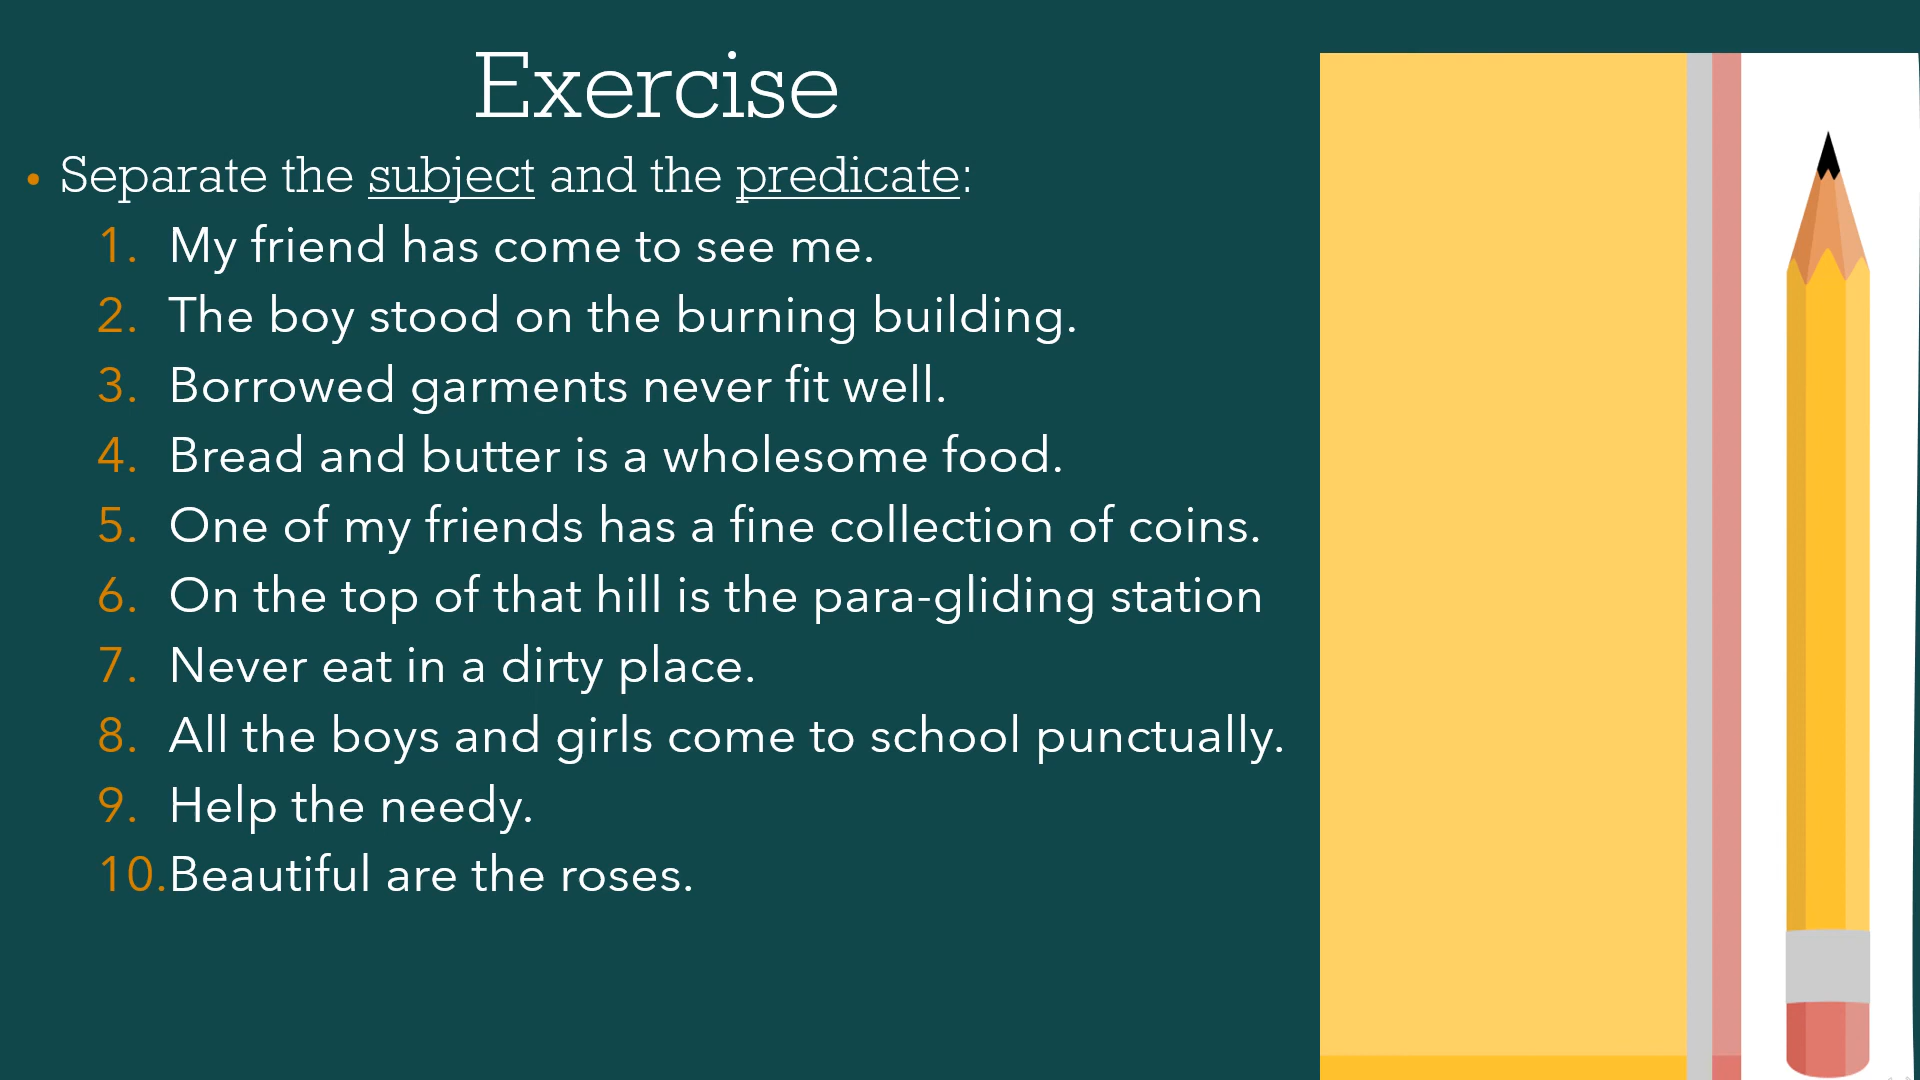 Exercise
• Separate the subject and the predicate:
1. My friend has come to see me.
2. The boy stood on the burning building.
3. Borrowed garments never fit well.
4. Bread and butter is a wholesome food.
5. One of my friends has a fine collection of coins.
6. On the top of that hill is the para-gliding station
7. Never eat in a dirty place.
8. All the boys and girls come to school punctually.
9. Help the needy.
10. Beautiful are the roses.